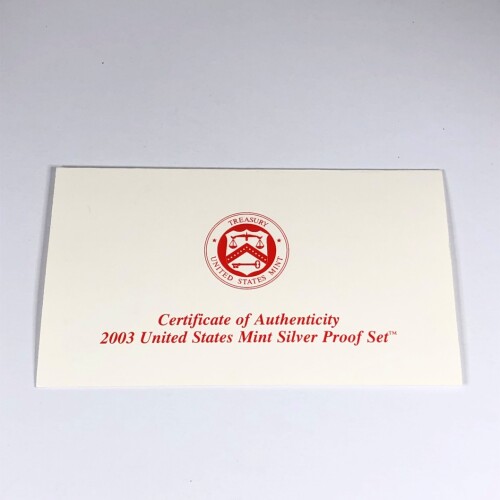 TREASURY
UNITED STATES MINT
Certificate of Authenticity
2003 United States Mint Silver Proof Set™